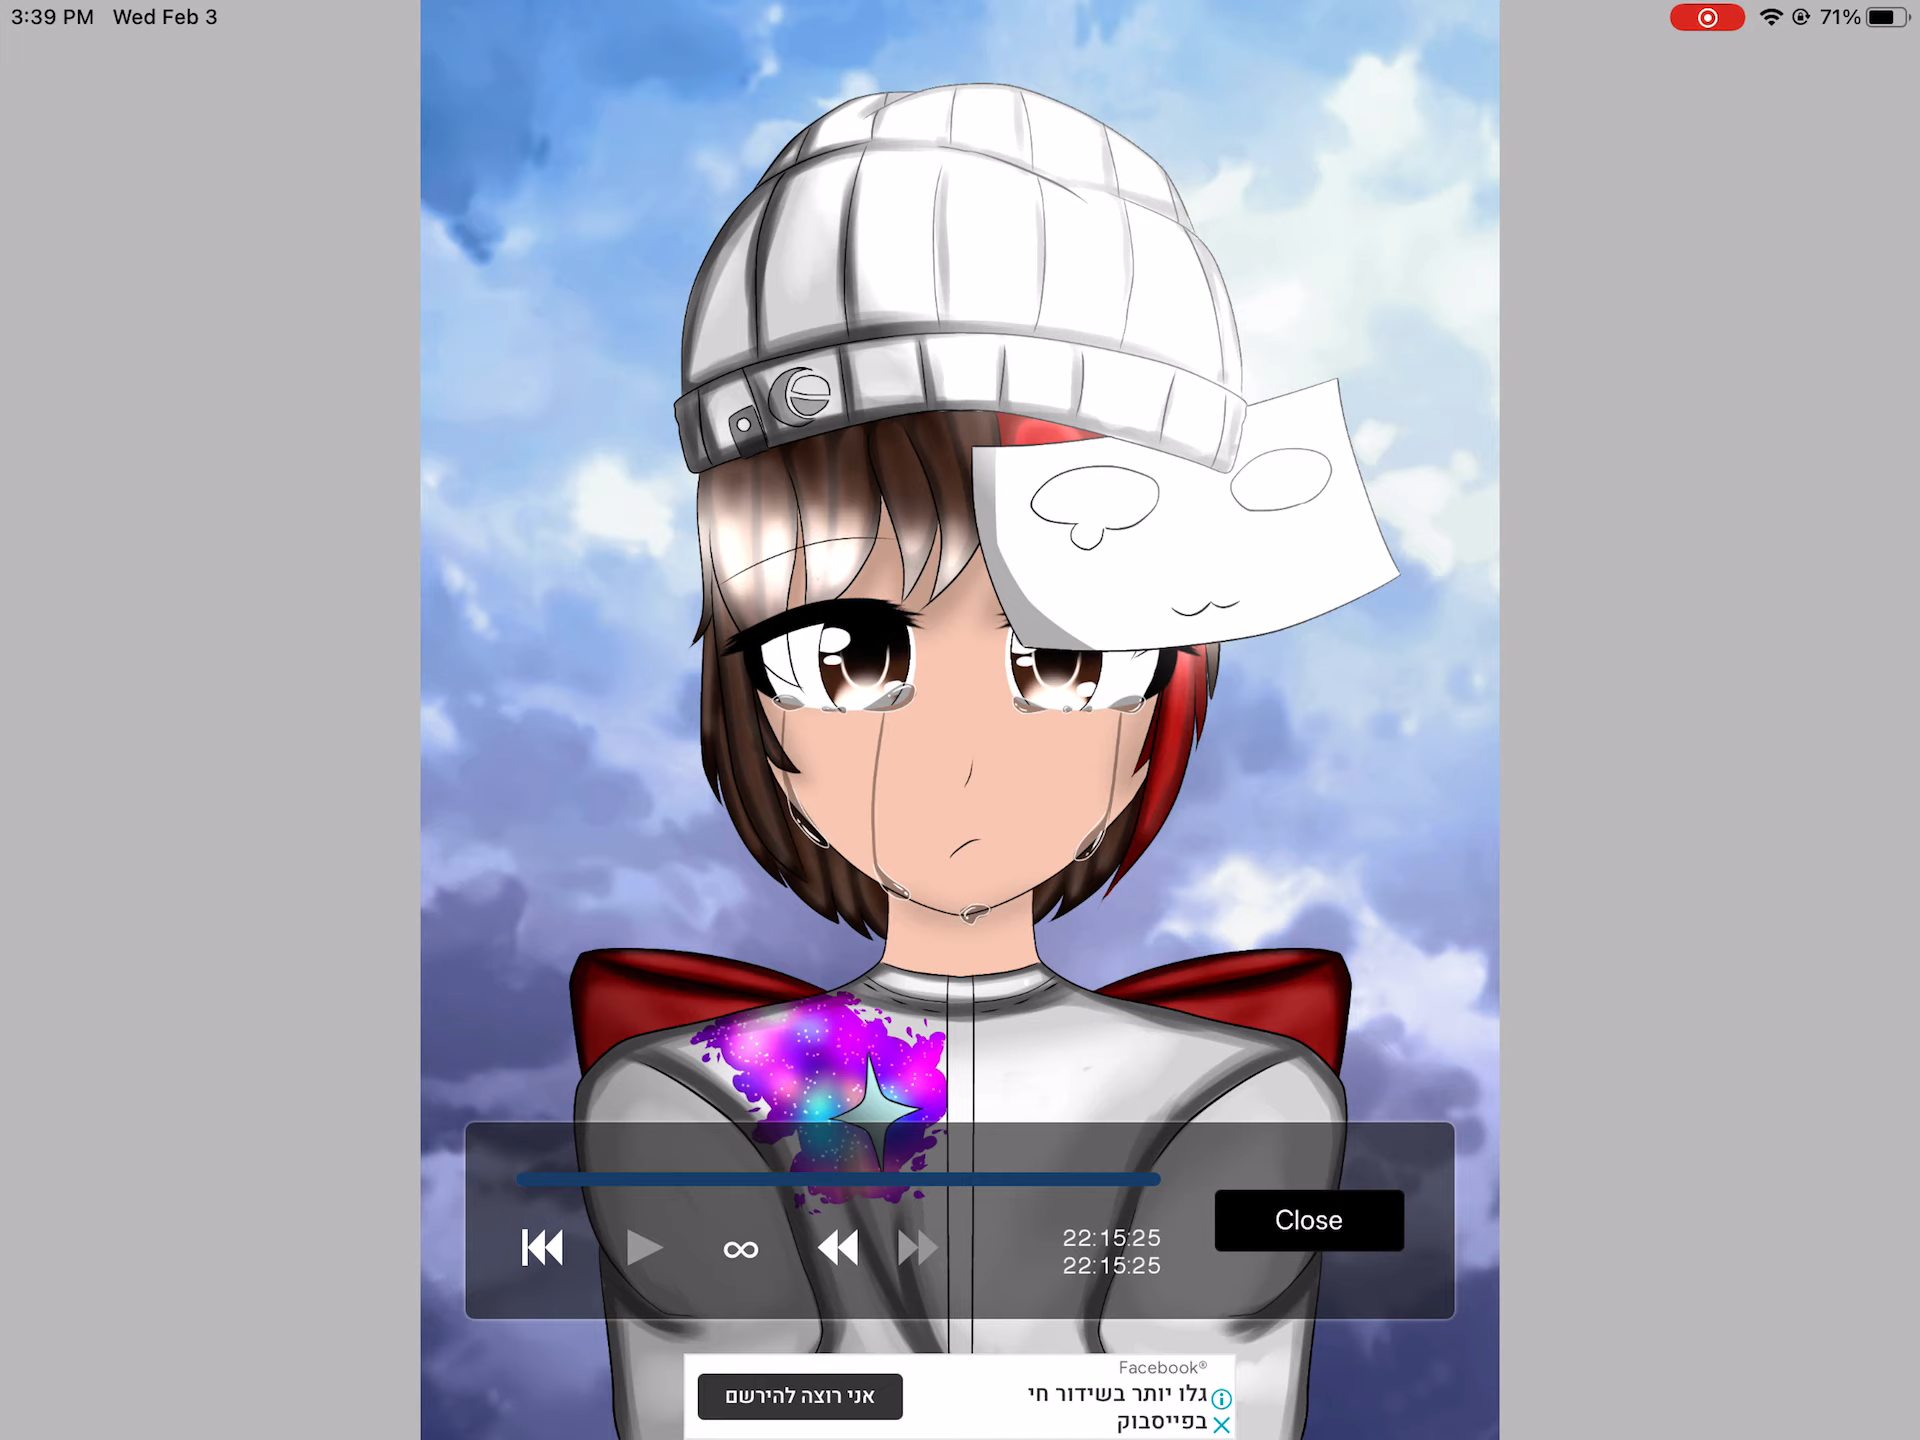 3:39 PM Wed Feb 3
71%
22:15:25
22:15:25
Close
Facebook®
גלו יותר בשידור חי
בפייסבוק
אני רוצה להירשם